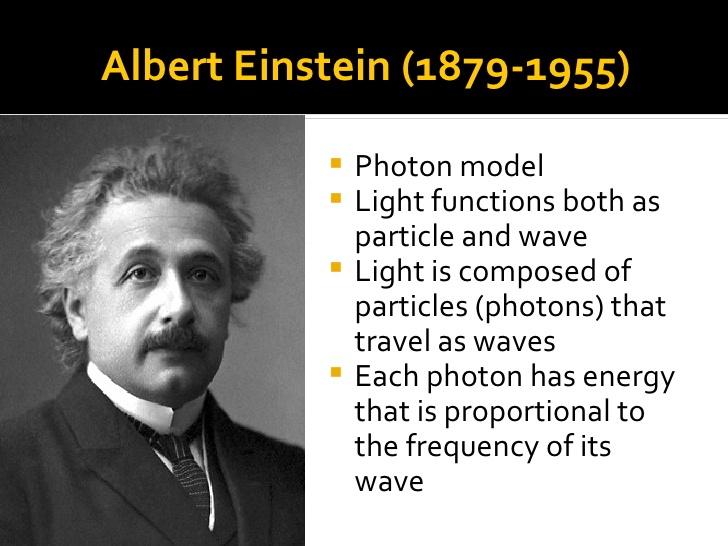 Albert Einstein (1879-1955)
Photon model
Light functions both as
particle and wave
Light is composed of
particles (photons) that
travel as waves
Each photon has energy
that is proportional to
the frequency of its
wave